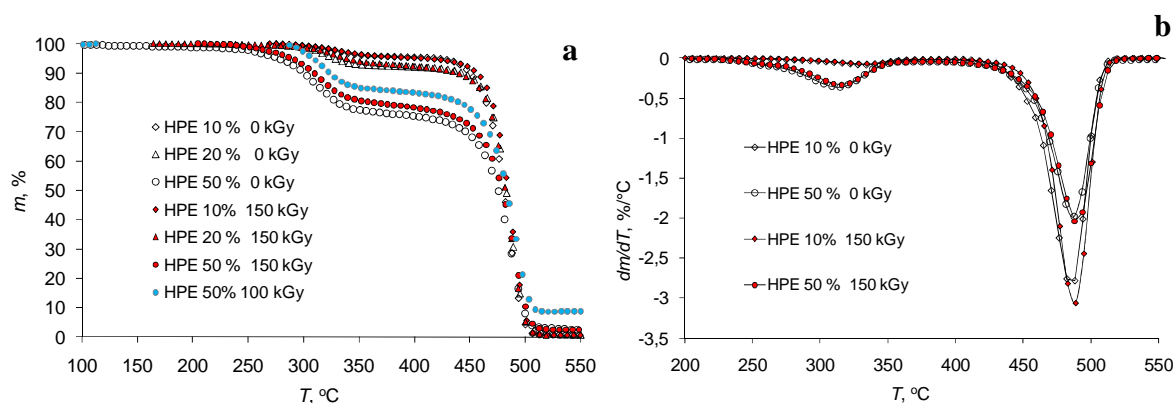 a
m, %
100
90
80
70
60
50
40
30
20
10
0
HPE 10 % 0 kGy
HPE 20 % 0 kGy
HPE 50 % 0 kGy
HPE 10% 150 kGy
HPE 20 % 150 kGy
HPE 50 % 150 kGy
HPE 50% 100 kGy
100 150 200 250 300 350 400 450 500 550
T, ºC
b
dm/dT, %/°C
0
-0,5
-1
-1,5
-2
-2,5
-3
-3,5
HPE 10 % 0 kGy
HPE 50 % 0 kGy
HPE 10% 150 kGy
HPE 50 % 150 kGy
200 250 300 350 400 450 500 550
T, ºC